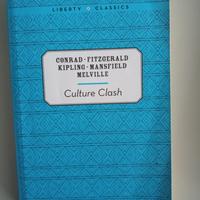 LIBERTY CLASSICS
CONRAD · FITZGERALD
KIPLING · MANSFIELD
MELVILLE
Culture Clash